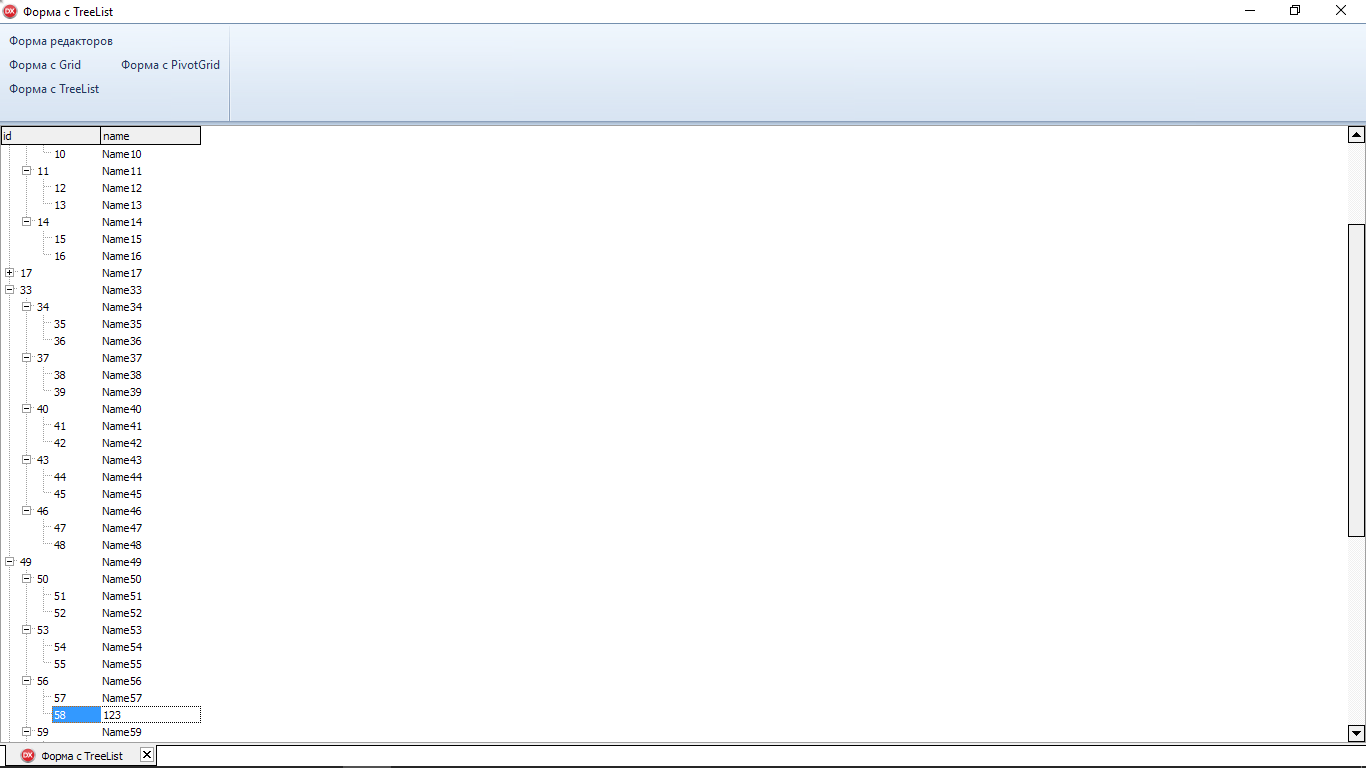 DX Форма с TreeList
Форма редакторов
Форма с Grid Форма с PivotGrid
Форма с TreeList
id name
10 Name10
11 Name11
12 Name12
13 Name13
14 Name14
15 Name15
16 Name16
17 Name17
33 Name33
34 Name34
35 Name35
36 Name36
37 Name37
38 Name38
39 Name39
40 Name40
41 Name41
42 Name42
43 Name43
44 Name44
45 Name45
46 Name46
47 Name47
48 Name48
49 Name49
50 Name50
51 Name51
52 Name52
53 Name53
54 Name54
55 Name55
56 Name56
57 Name57
58 123
59 Name59
DX Форма с TreeList